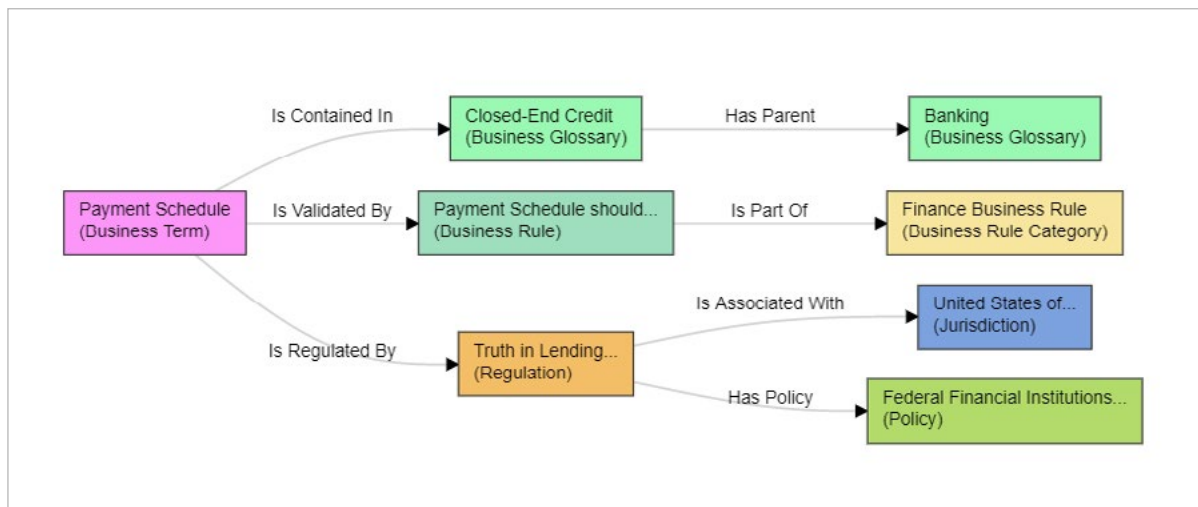 Is Contained In
Closed-End Credit
(Business Glossary)
Has Parent
Banking
(Business Glossary)
Payment Schedule
(Business Term)
Is Validated By
Payment Schedule should...
(Business Rule)
Is Part Of
Finance Business Rule
(Business Rule Category)
Is Regulated By
Truth in Lending...
(Regulation)
Is Associated With
United States of...
(Jurisdiction)
Has Policy
Federal Financial Institutions...
(Policy)